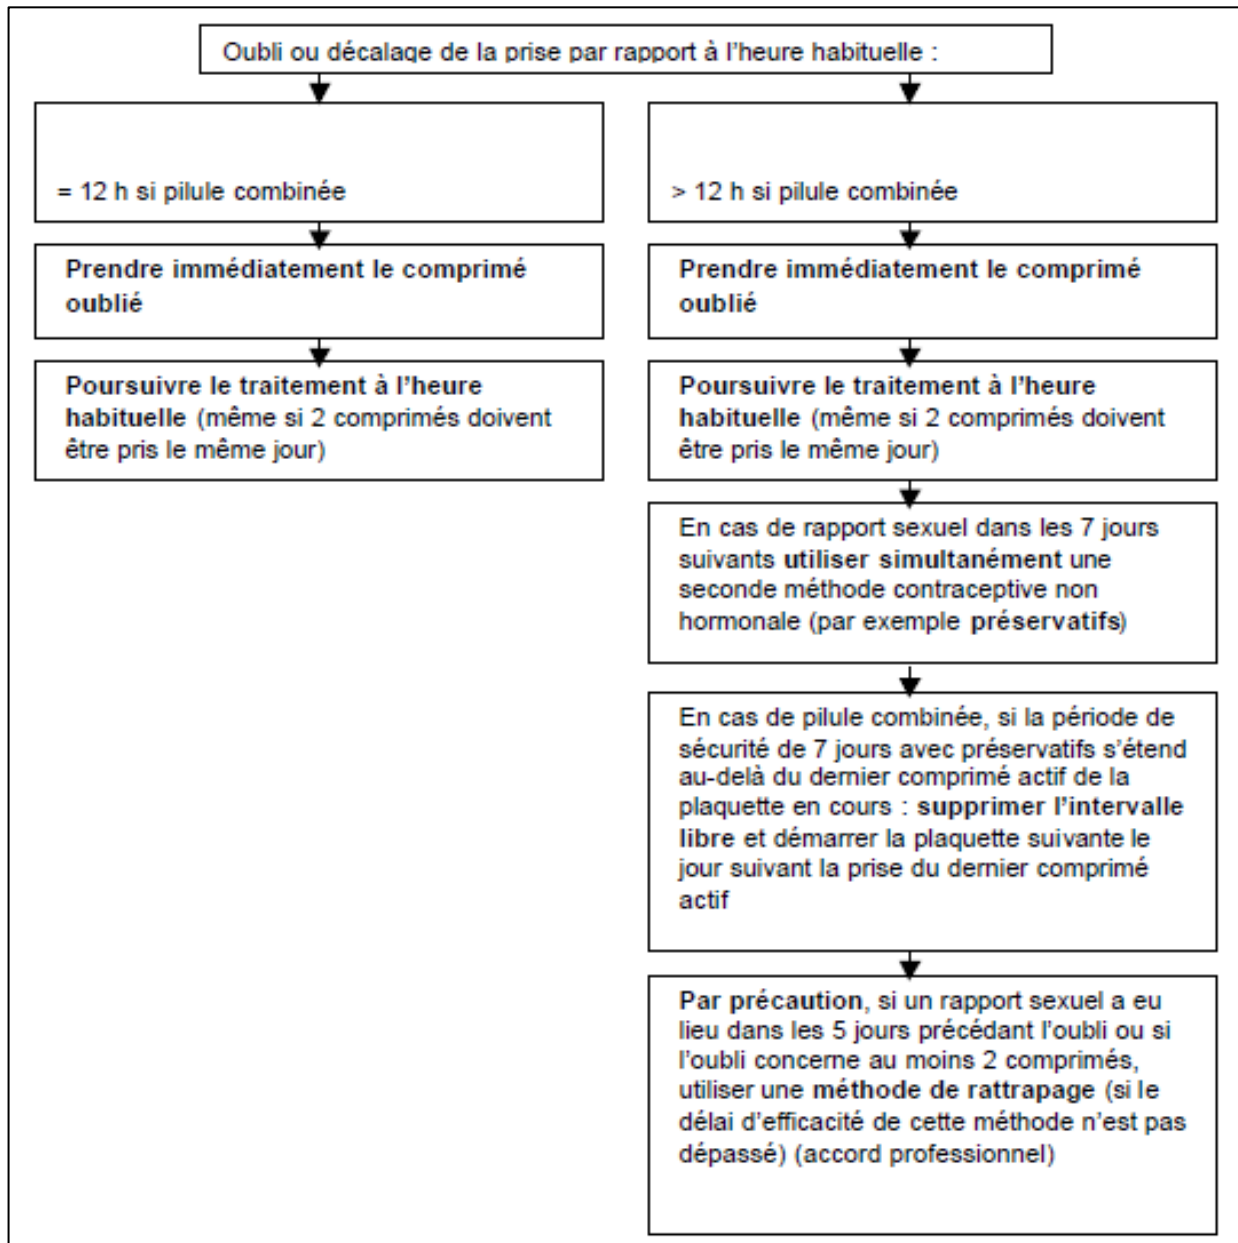 Oubli ou décalage de la prise par rapport à l'heure habituelle :
= 12 h si pilule combinée
Prendre immédiatement le comprimé
oublié
Poursuivre le traitement à l'heure
habituelle (même si 2 comprimés doivent
être pris le même jour)
> 12 h si pilule combinée
Prendre immédiatement le comprimé
oublié
Poursuivre le traitement à l'heure
habituelle (même si 2 comprimés doivent
être pris le même jour)
En cas de rapport sexuel dans les 7 jours
suivants utiliser simultanément une
seconde méthode contraceptive non
hormonale (par exemple préservatifs)
En cas de pilule combinée, si la période de
sécurité de 7 jours avec préservatifs s'étend
au-delà du dernier comprimé actif de la
plaquette en cours : supprimer l'intervalle
libre et démarrer la plaquette suivante le
jour suivant la prise du dernier comprimé
actif
Par précaution, si un rapport sexuel a eu
lieu dans les 5 jours précédant l'oubli ou si
l'oubli concerne au moins 2 comprimés,
utiliser une méthode de rattrapage (si le
délai d'efficacité de cette méthode n'est pas
dépassé) (accord professionnel)